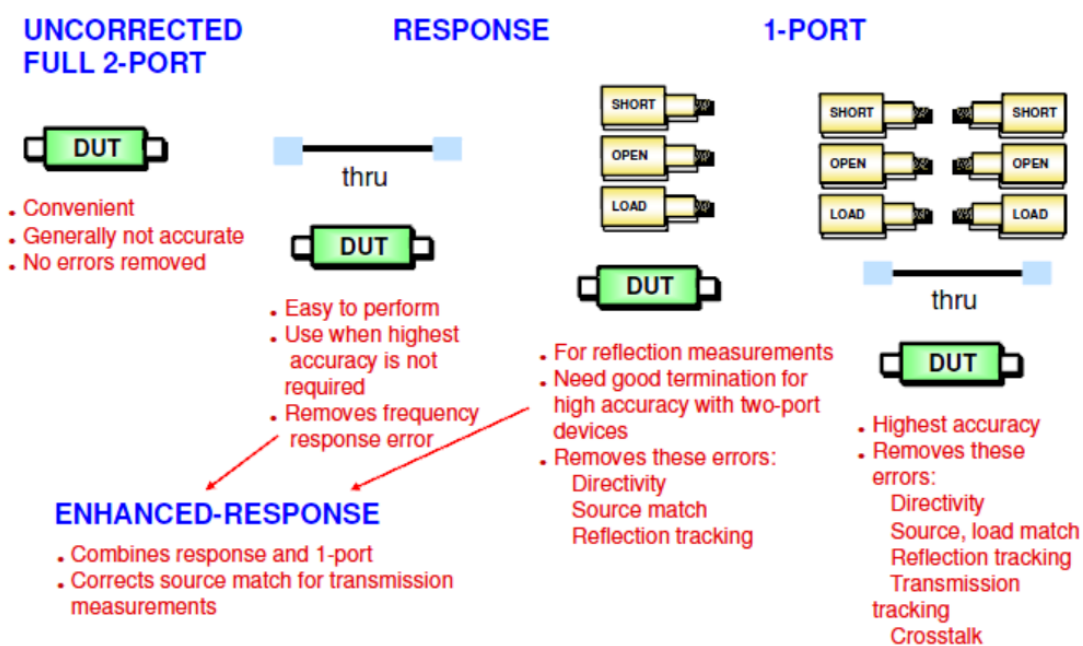 UNCORRECTED
FULL 2-PORT
RESPONSE
1-PORT
DUT
. Convenient
. Generally not accurate
. No errors removed
thru
DUT
. Easy to perform
. Use when highest
accuracy is not
required
. Removes frequency
response error
SHORT
OPEN
LOAD
DUT
. For reflection measurements
. Need good termination for
high accuracy with two-port
devices
. Removes these errors:
Directivity
Source match
Reflection tracking
SHORT SHORT
OPEN OPEN
LOAD LOAD
thru
DUT
. Highest accuracy
. Removes these
errors:
Directivity
Source, load match
Reflection tracking
Transmission
tracking
Crosstalk
ENHANCED-RESPONSE
. Combines response and 1-port
. Corrects source match for transmission
measurements